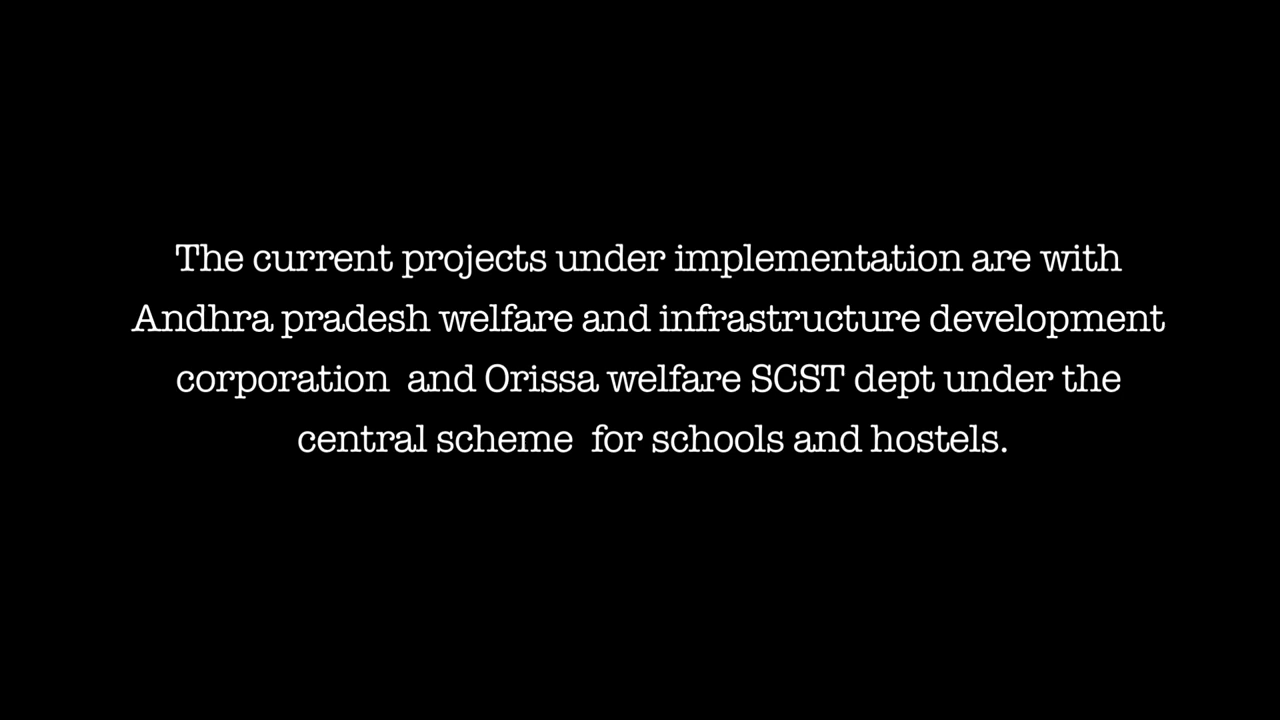 The current projects under implementation are with
Andhra pradesh welfare and infrastructure development
corporation  and Orissa welfare SCST dept under the
central scheme  for schools and hostels.